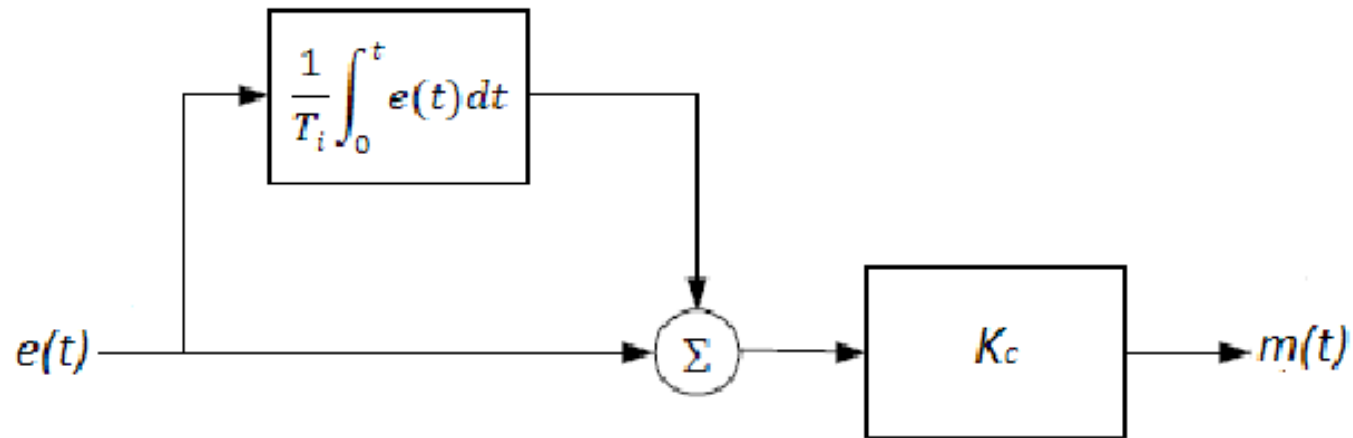 1/T_i ∫_0^t e(t)dt
e(t)
Σ
K_c
m(t)